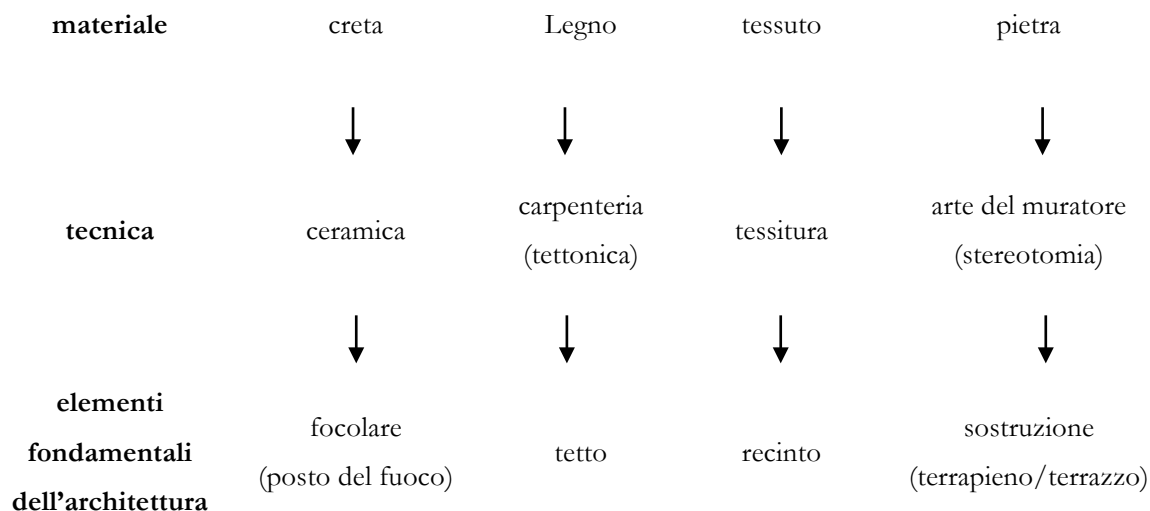 materiale creta Legno tessuto pietra
tecnica ceramica carpenteria (tettonica) tessitura arte del muratore (stereotomia)
elementi fondamentali dell’architettura focolare (posto del fuoco) tetto recinto sostruzione (terrapieno/terrazzo)